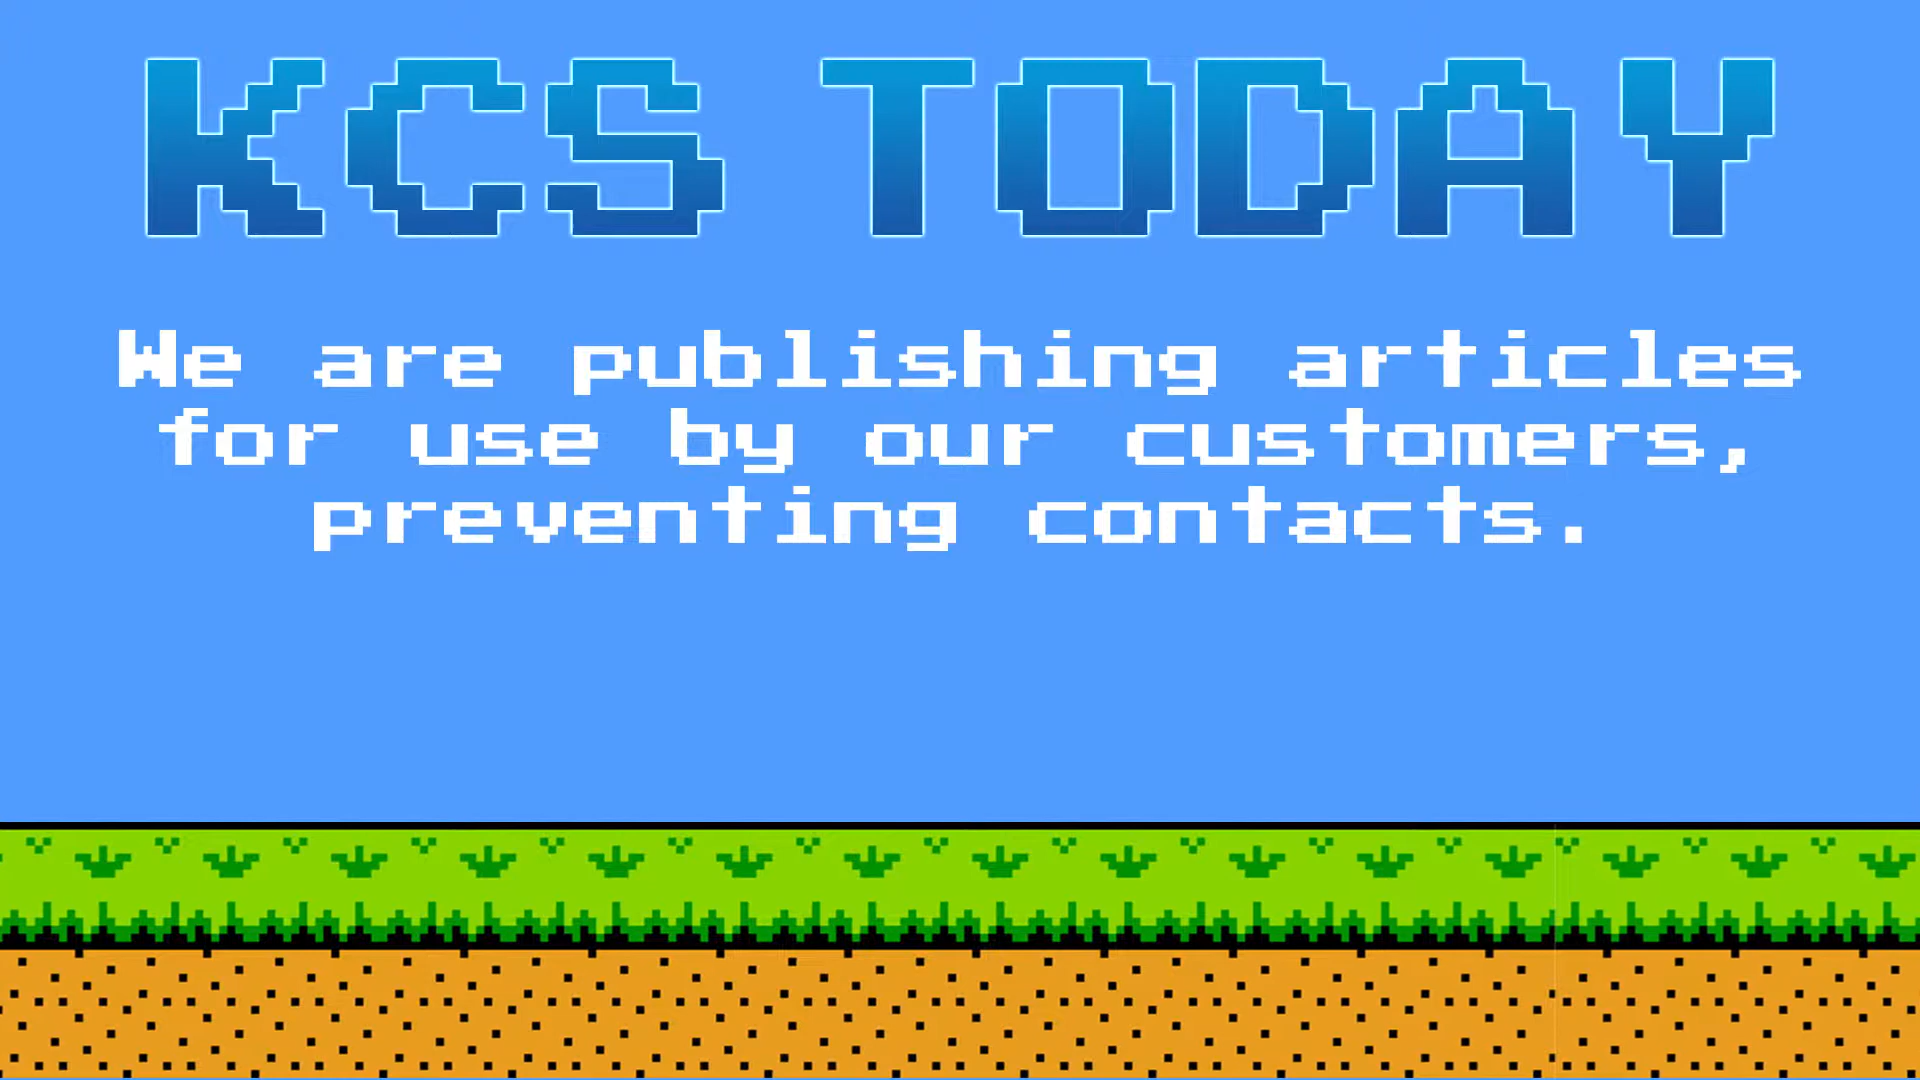 KCS TODAY
We are publishing articles
for use by our customers,
preventing contacts.